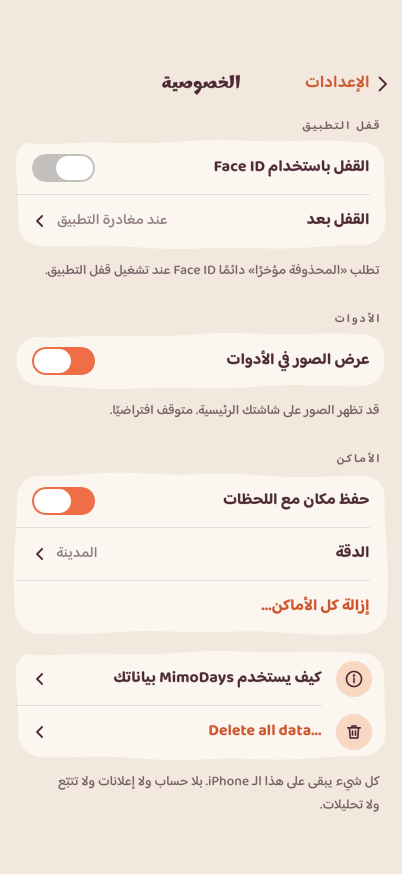 الإعدادات
الخصوصية
قفل التطبيق
القفل باستخدام Face ID
القفل بعد
عند مغادرة التطبيق
تطلب «المحذوفة مؤخرًا» دائمًا Face ID عند تشغيل قفل التطبيق.
الأدوات
عرض الصور في الأدوات
قد تظهر الصور على شاشتك الرئيسية. متوقف افتراضيًا.
الأماكن
حفظ مكان مع اللحظات
الدقة
المدينة
إزالة كل الأماكن...
كيف يستخدم MimoDays بياناتك
Delete all data...
كل شيء يبقى على هذا الـ iPhone. بلا حساب ولا إعلانات ولا تتبّع
ولا تحليلات.